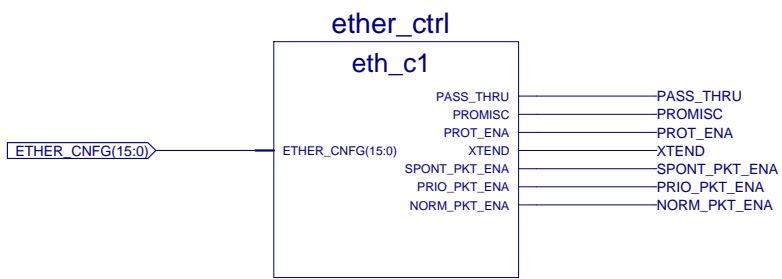 ether_ctrl
eth_c1
PASS_THRU PASS_THRU
PROMISC PROMISC
PROT_ENA PROT_ENA
ETHER_CNFG(15:0) ETHER_CNFG(15:0) XTEND XTEND
SPONT_PKT_ENA SPONT_PKT_ENA
PRIO_PKT_ENA PRIO_PKT_ENA
NORM_PKT_ENA NORM_PKT_ENA